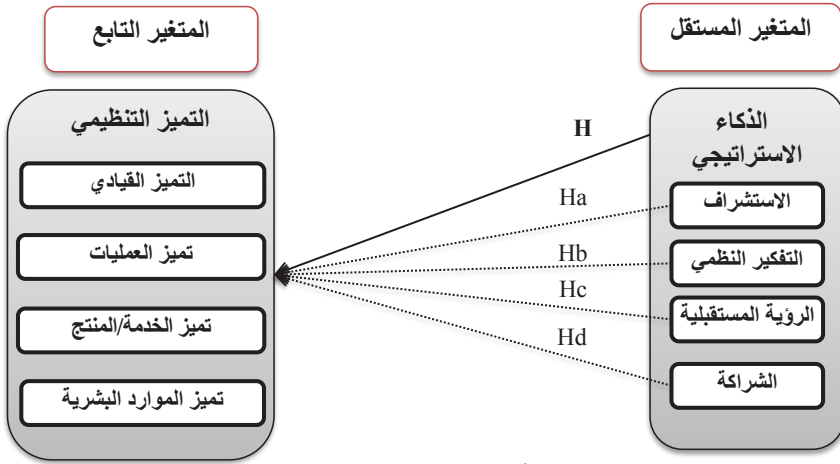 المتغير المستقل
المتغير التابع
الذكاء
الاستراتيجي
الاستشراف
التفكير النظمي
الرؤية المستقبلية
الشراكة
H
Ha
Hb
Hc
Hd
التميز التنظيمي
التميز القيادي
تميز العمليات
تميز الخدمة/المنتج
تميز الموارد البشرية